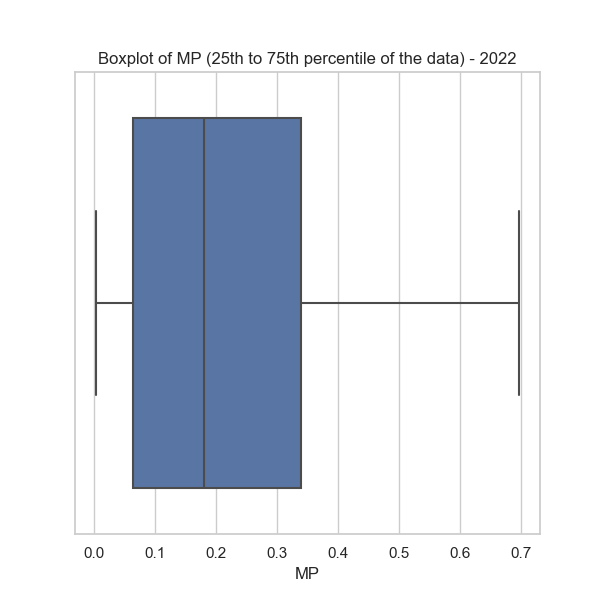 Boxplot of MP (25th to 75th percentile of the data) - 2022
0.0 0.1 0.2 0.3 0.4 0.5 0.6 0.7
MP